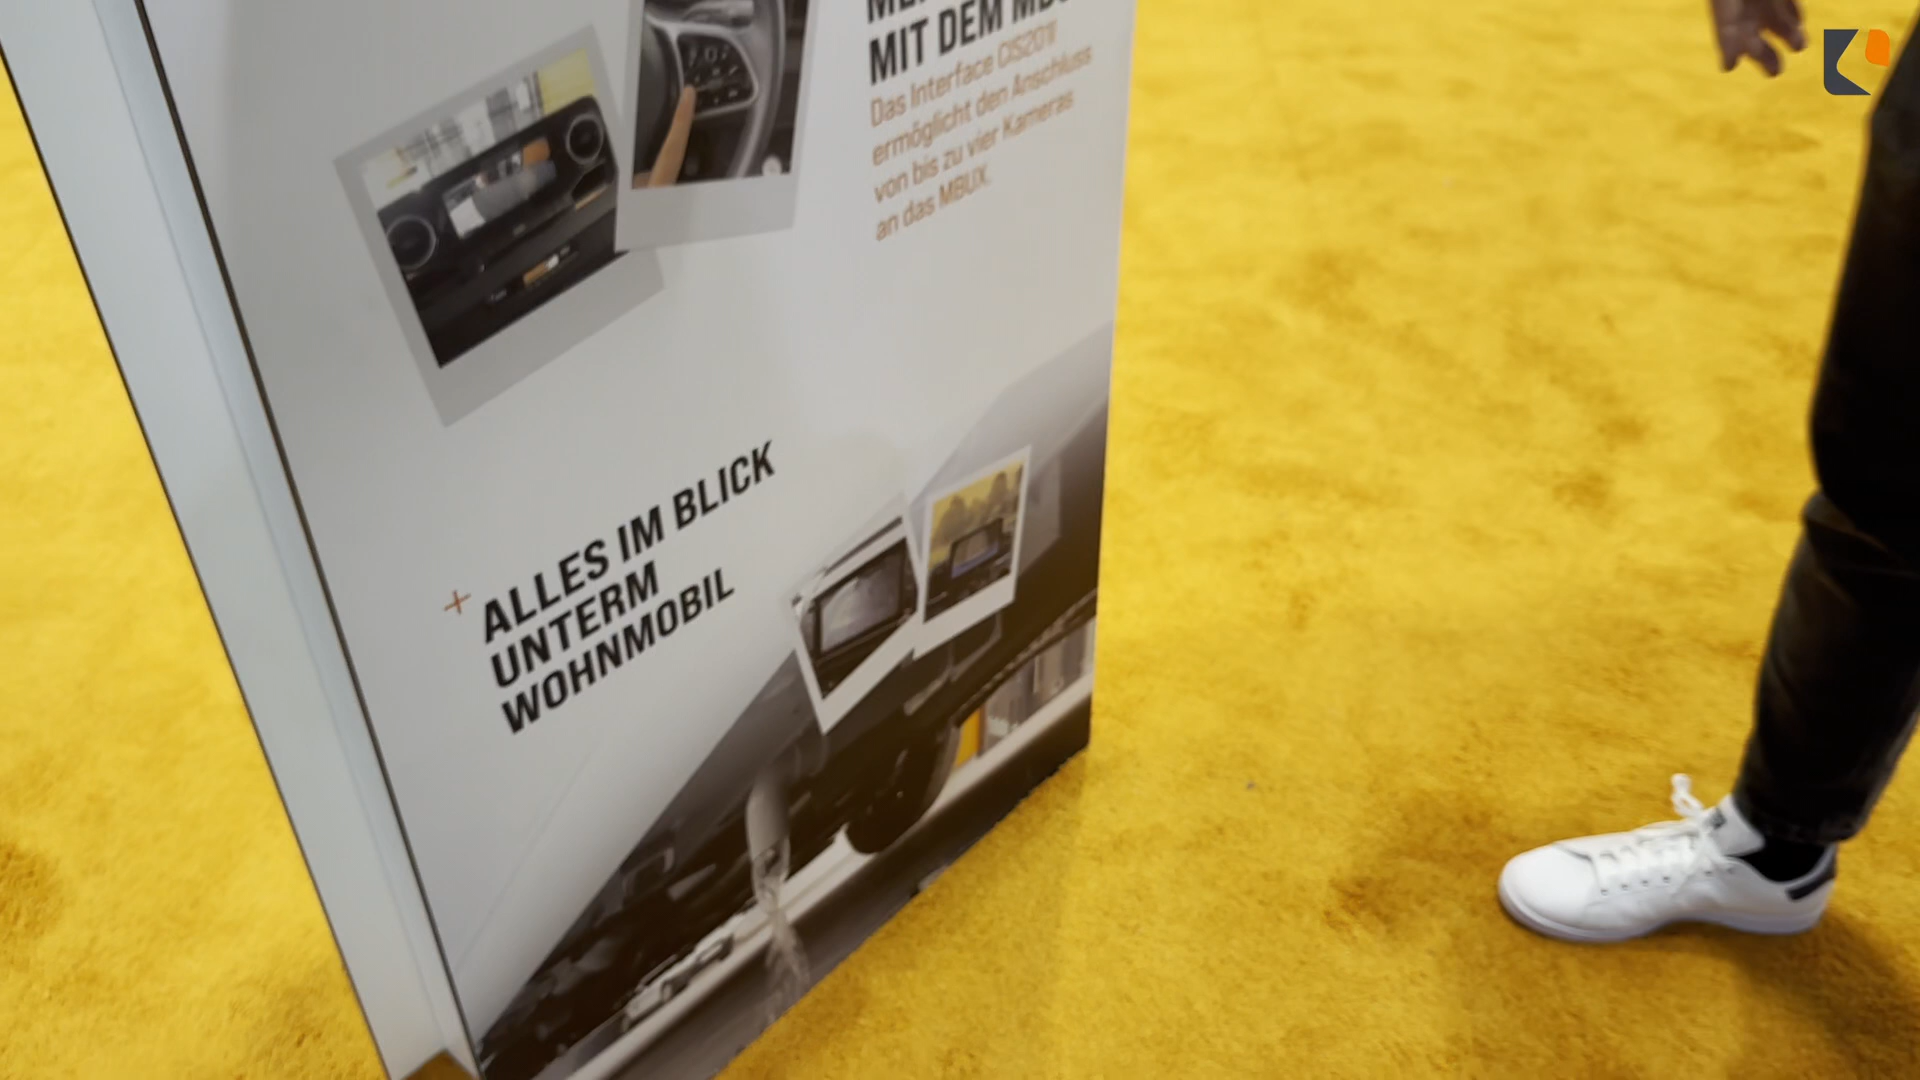 MIT DEM
Das Interface CIS201
ermöglicht den Anschluss
von bis zu vier Kameras
an das MBUX.
+ ALLES IM BLICK
UNTERM
WOHNMOBIL